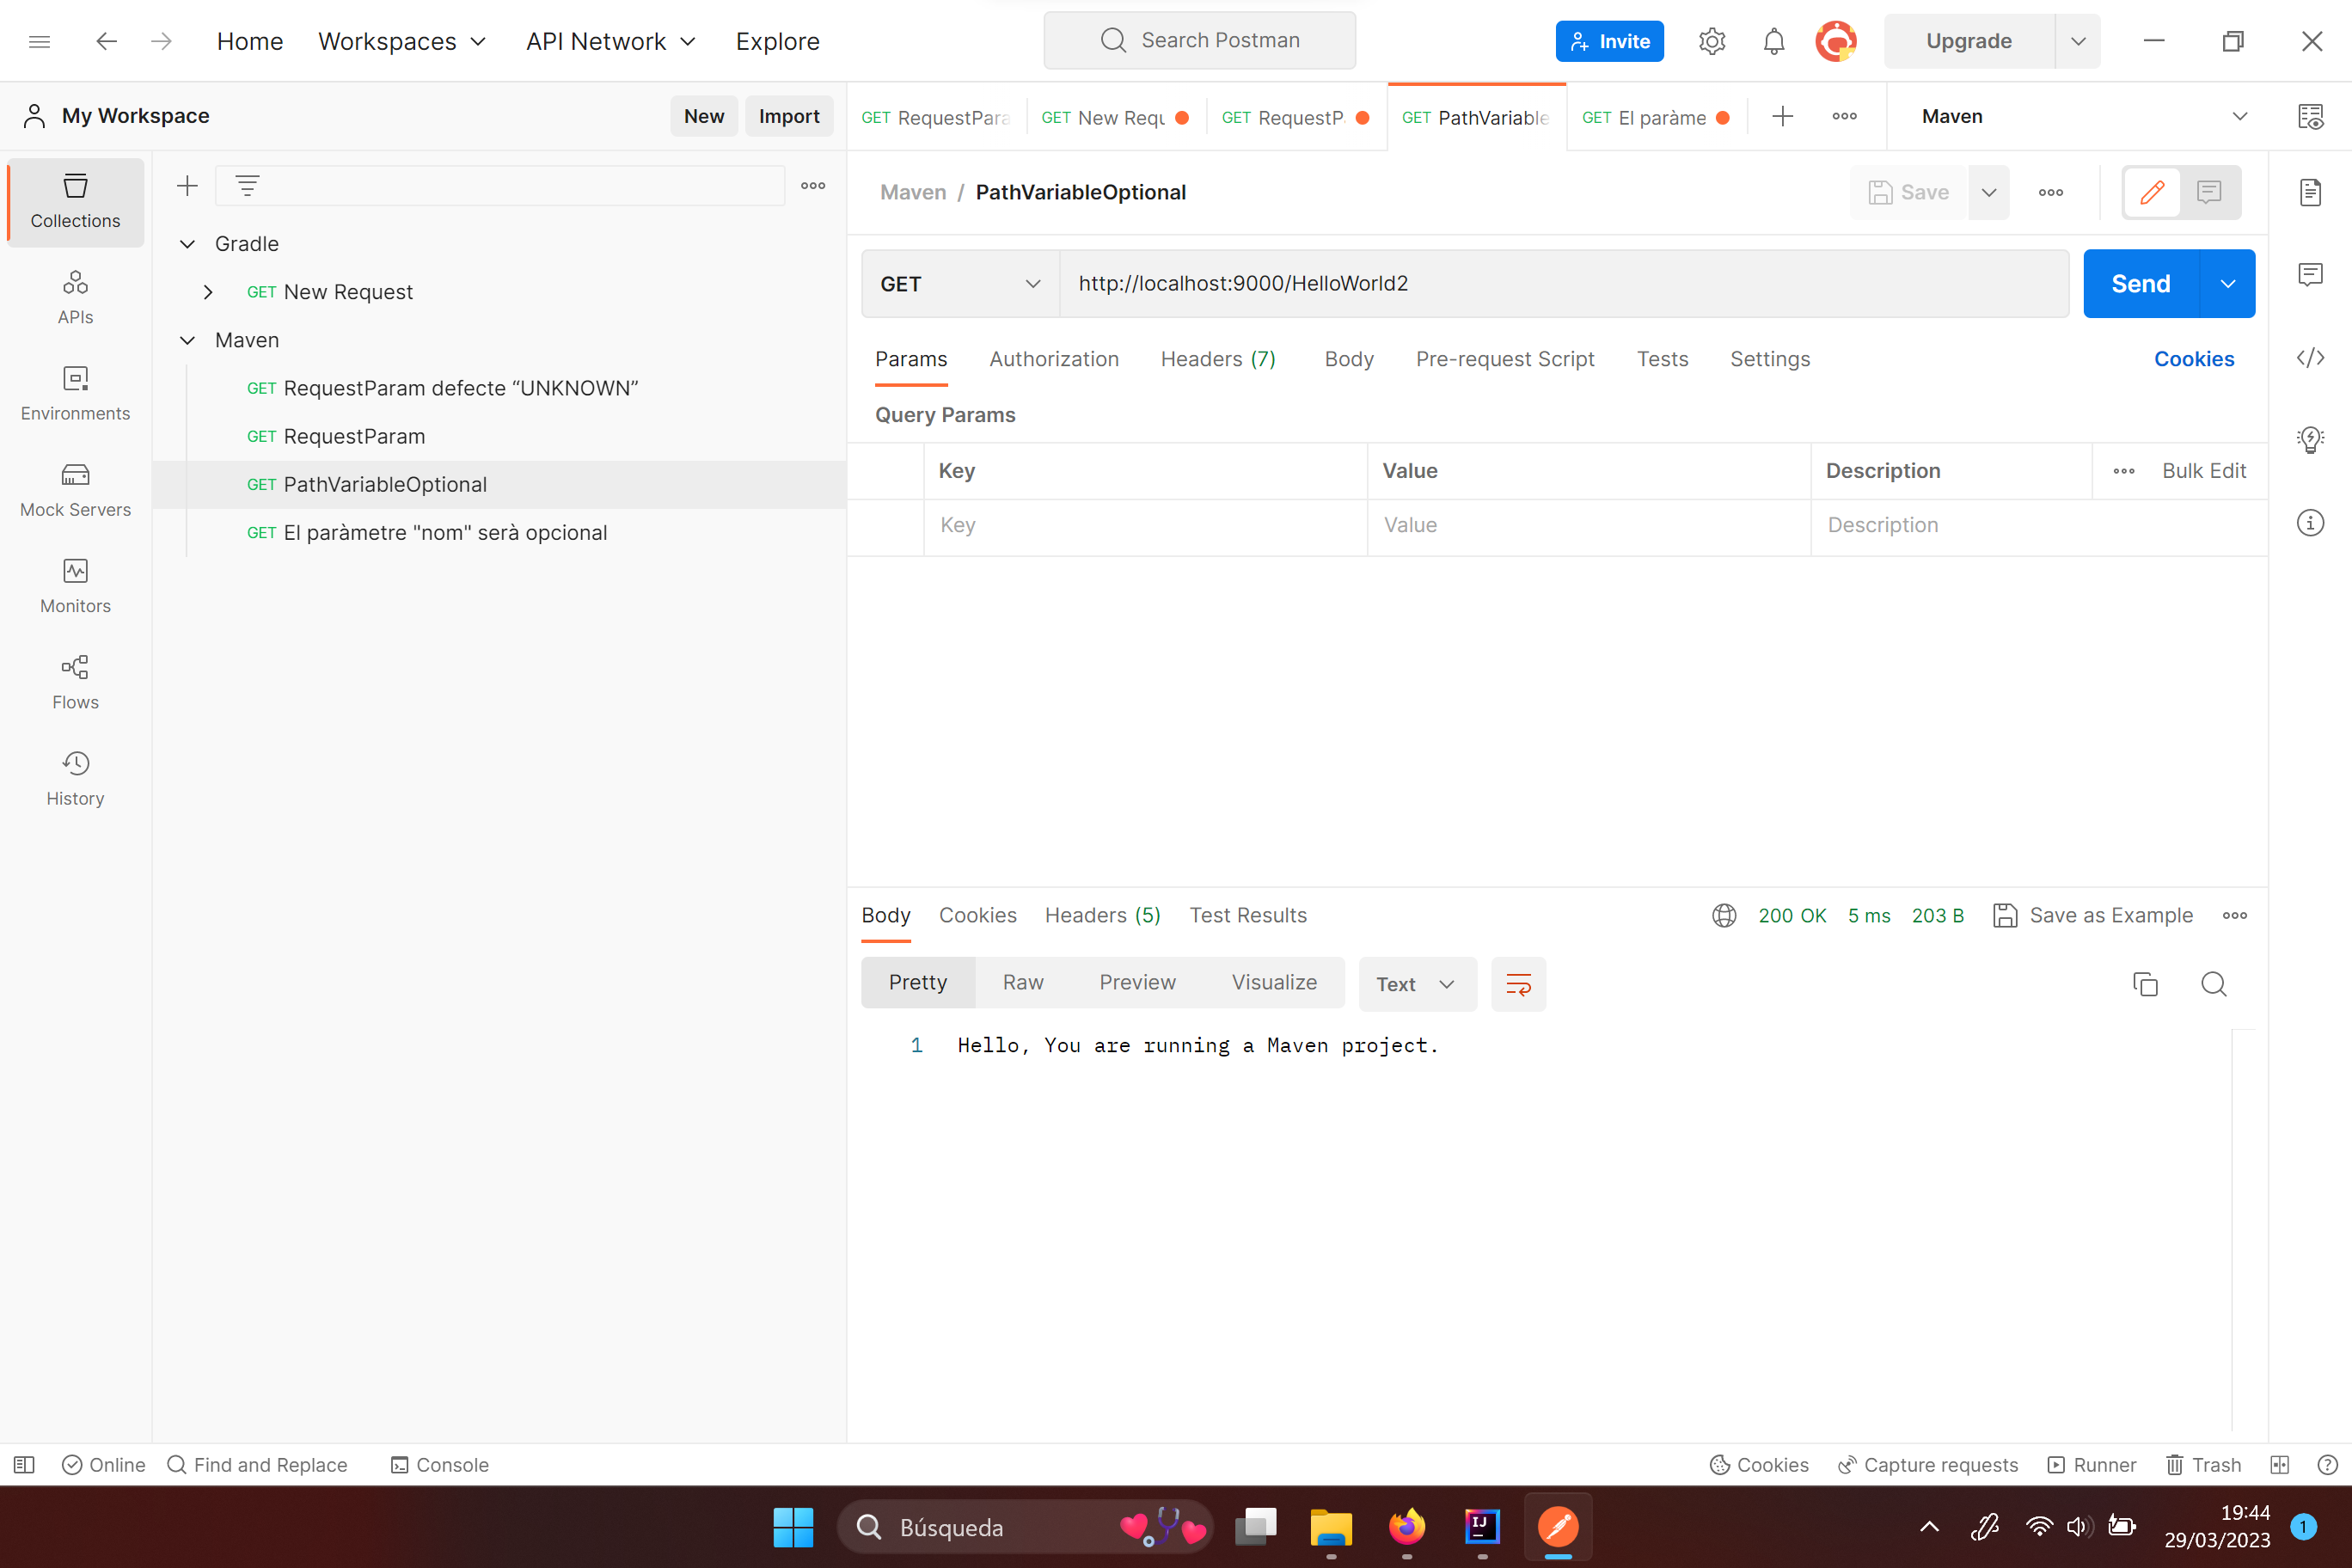 Home Workspaces API Network Explore Search Postman Invite Upgrade
My Workspace New Import
GET RequestPara GET New Requ GET RequestP. GET PathVariable GET El paràme Maven
Collections
APIs
Environments
Mock Servers
Monitors
Flows
History
Gradle
GET New Request
Maven
GET RequestParam defecte “UNKNOWN”
GET RequestParam
GET PathVariableOptional
GET El paràmetre "nom" serà opcional
Maven / PathVariableOptional Save
GET http://localhost:9000/HelloWorld2 Send
Params Authorization Headers (7) Body Pre-request Script Tests Settings Cookies
Query Params
Key Value Description Bulk Edit
Key Value Description
Body Cookies Headers (5) Test Results 200 OK 5 ms 203 B Save as Example
Pretty Raw Preview Visualize Text
1 Hello, You are running a Maven project.
Online Find and Replace Console Cookies Capture requests Runner Trash
Búsqueda IJ 19:44
29/03/2023 1